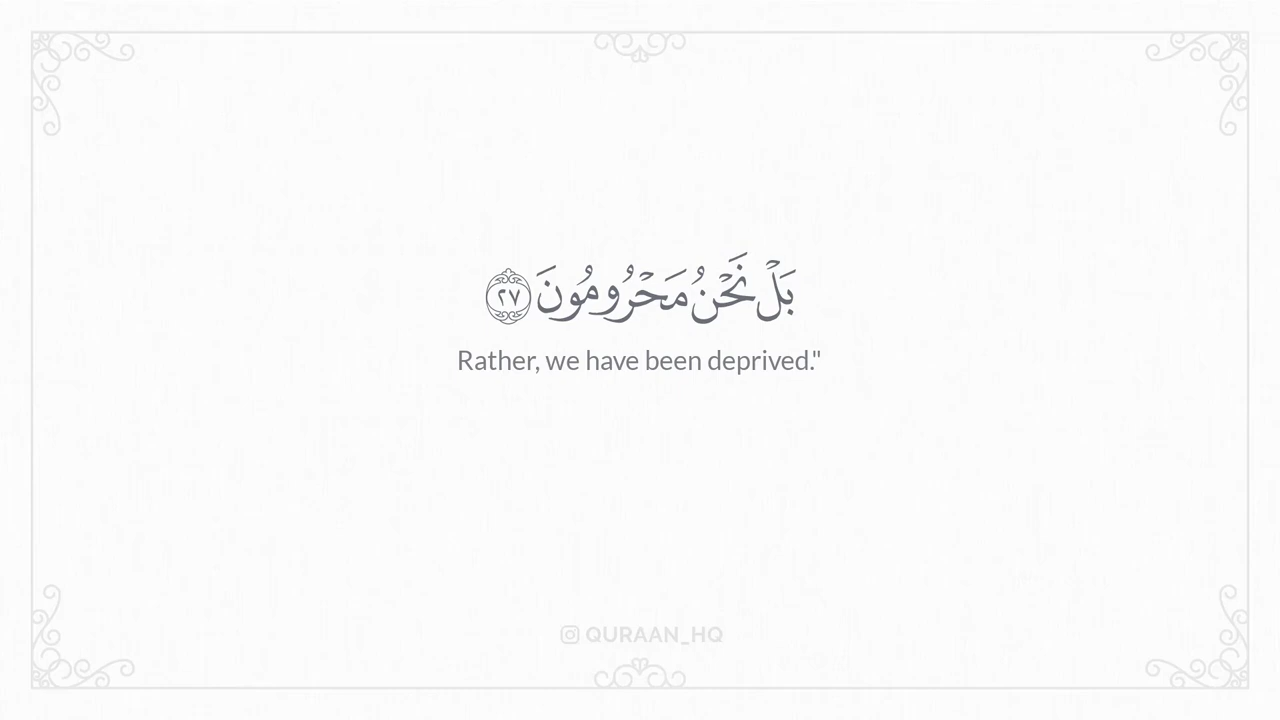 بَلْ نَحْنُ مَحْرُومُونَ ٢٧
Rather, we have been deprived."
QURAAN_HQ